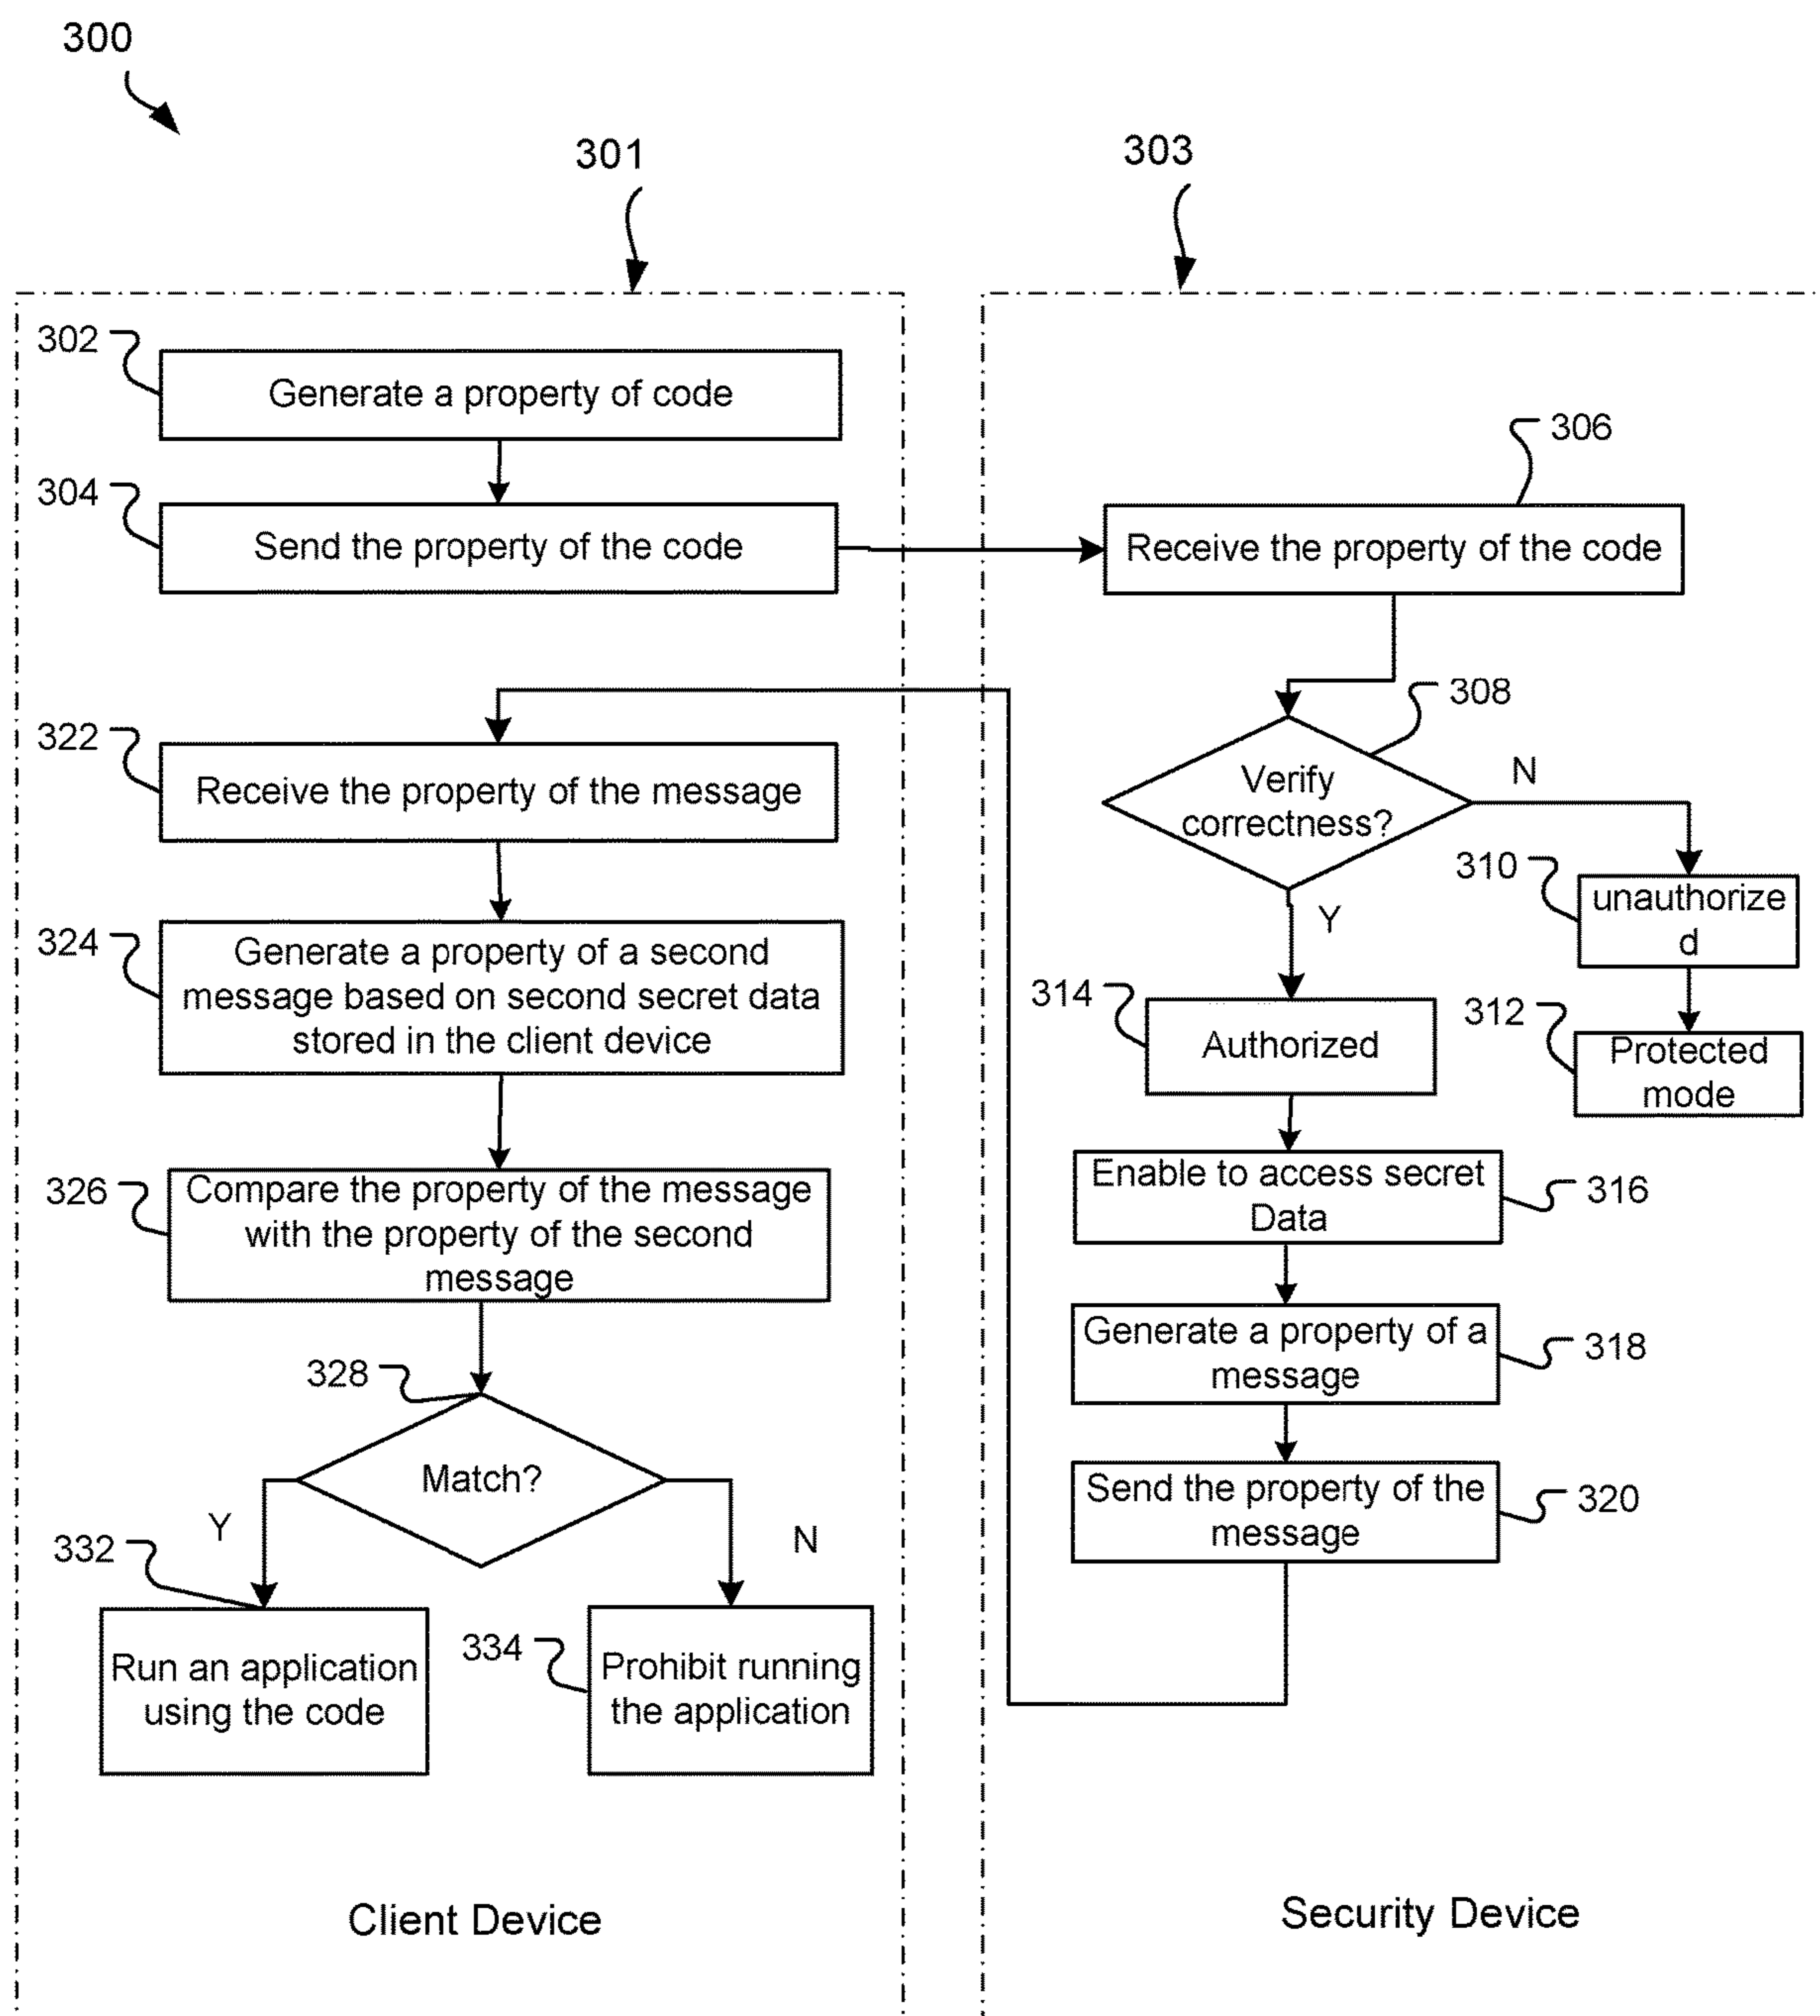 300
301
303
302
Generate a property of code
304
Send the property of the code
306
Receive the property of the code
308
Verify
correctness?
N
Y
310
unauthorize
d
312
Protected
mode
314
Authorized
316
Enable to access secret
Data
318
Generate a property of a
message
320
Send the property of the
message
322
Receive the property of the message
324
Generate a property of a second
message based on second secret data
stored in the client device
326
Compare the property of the message
with the property of the second
message
328
Match?
Y
N
332
Run an application
using the code
334
Prohibit running
the application
Client Device
Security Device